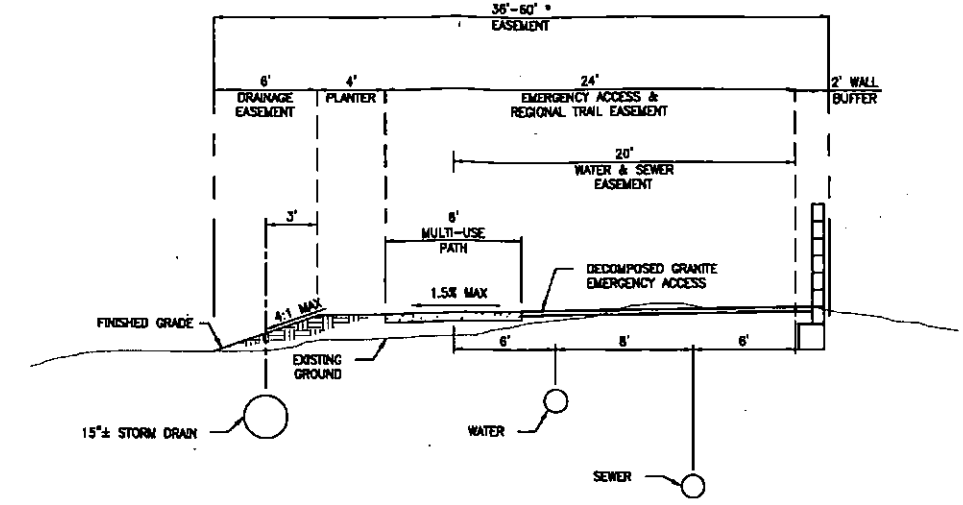 36'-60' *
EASEMENT
6'
DRAINAGE
EASEMENT
4'
PLANTER
24'
EMERGENCY ACCESS &
REGIONAL TRAIL EASEMENT
2' WALL
BUFFER
20'
WATER & SEWER
EASEMENT
3'
8'
MULTI-USE
PATH
DECOMPOSED GRANITE
EMERGENCY ACCESS
1.5% MAX
4:1 MAX
FINISHED GRADE
EXISTING
GROUND
6'
8'
6'
15"± STORM DRAIN
WATER
SEWER